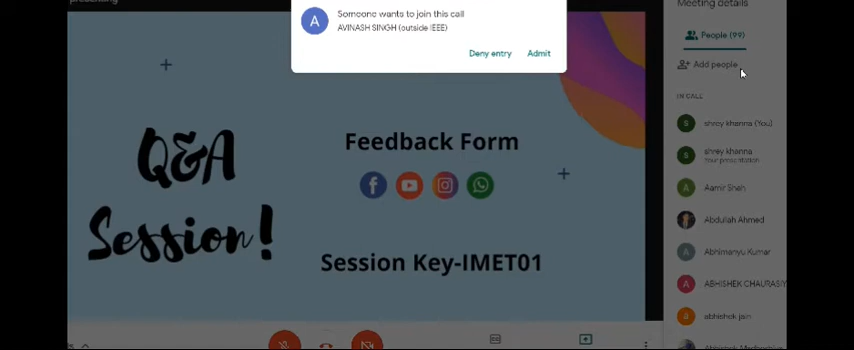 presenting
Someone wants to join this call
AVINASH SINGH (outside IEEE)
Deny entry
Admit
Meeting details
People (99)
Add people
IN CALL
shrey khanna (You)
shrey khanna
Your presentation
Aamir Shah
Abdullah Ahmed
Abhimanyu Kumar
ABHISHEK CHAURASIY
abhishek jain
Q&A
Session!
Feedback Form
Session Key-IMET01